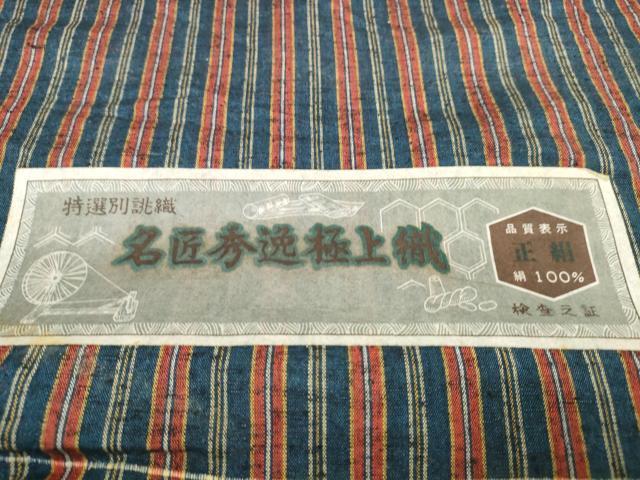 特選別誂織
名匠秀逸極上織
品質表示
正絹
絹 100%
検査之証